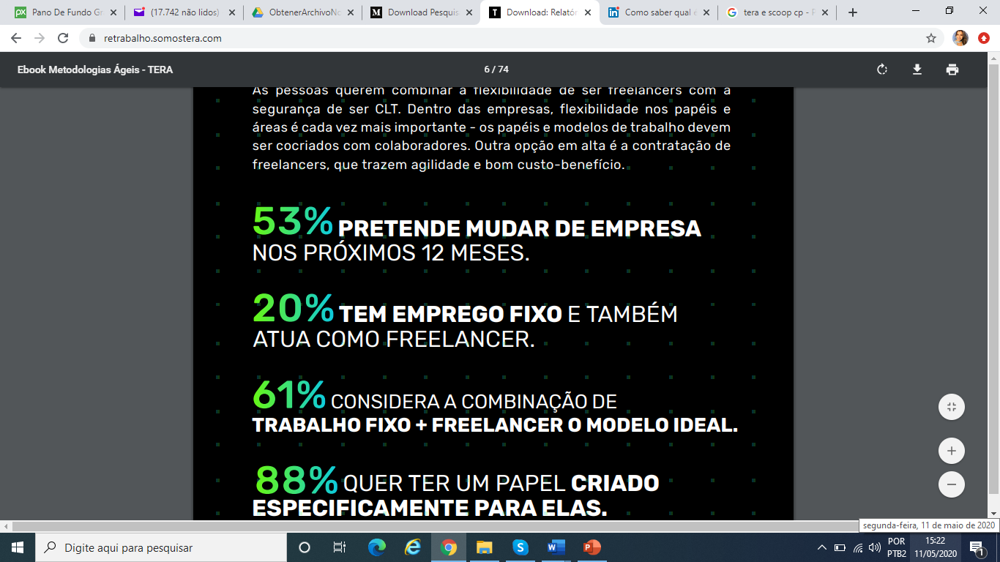 Pano De Fundo Gr
(17.742 não lidos)
ObtenerArchivoNo
Download Pesquis
Download: Relatór
Como saber qual é
tera e scoop cp - P
retrabalho.somostera.com
Ebook Metodologias Ágeis - TERA
6 / 74
As pessoas querem combinar a flexibilidade de ser freelancers com a
segurança de ser CLT. Dentro das empresas, flexibilidade nos papéis e
áreas é cada vez mais importante - os papéis e modelos de trabalho devem
ser cocriados com colaboradores. Outra opção em alta é a contratação de
freelancers, que trazem agilidade e bom custo-benefício.
53% PRETENDE MUDAR DE EMPRESA
NOS PRÓXIMOS 12 MESES.
20% TEM EMPREGO FIXO E TAMBÉM
ATUA COMO FREELANCER.
61% CONSIDERA A COMBINAÇÃO DE
TRABALHO FIXO + FREELANCER O MODELO IDEAL.
88% QUER TER UM PAPEL CRIADO
ESPECIFICAMENTE PARA ELAS.
segunda-feira, 11 de maio de 2020
Digite aqui para pesquisar
POR
PTB2
15:22
11/05/2020
1